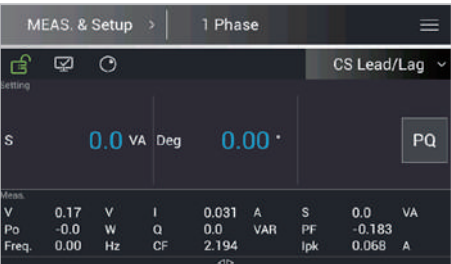 MEAS. & Setup > 1 Phase
CS Lead/Lag
Setting
S 0.0 VA Deg 0.00 ° PQ
Meas.
V 0.17 V I 0.031 A S 0.0 VA
Po -0.0 W Q 0.0 VAR PF -0.183
Freq. 0.00 Hz CF 2.194 Ipk 0.068 A